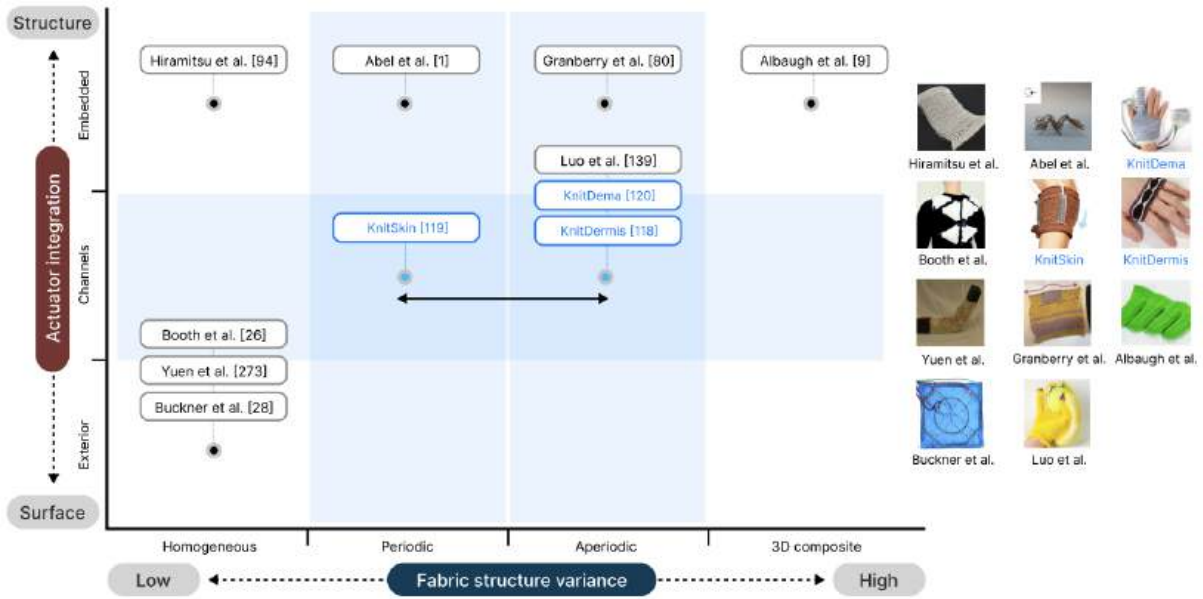 Structure
Embedded
Actuator integration
Channels
Exterior
Surface
Hiramitsu et al. [94]
Abel et al. [1]
Granberry et al. [80]
Albaugh et al. [9]
Luo et al. [139]
KnitDema [120]
KnitSkin [119]
KnitDermis [118]
Booth et al. [26]
Yuen et al. [273]
Buckner et al. [28]
Homogeneous
Periodic
Aperiodic
3D composite
Low
Fabric structure variance
High
Hiramitsu et al.
Abel et al.
KnitDema
Booth et al.
KnitSkin
KnitDermis
Yuen et al.
Granberry et al.
Albaugh et al.
Buckner et al.
Luo et al.